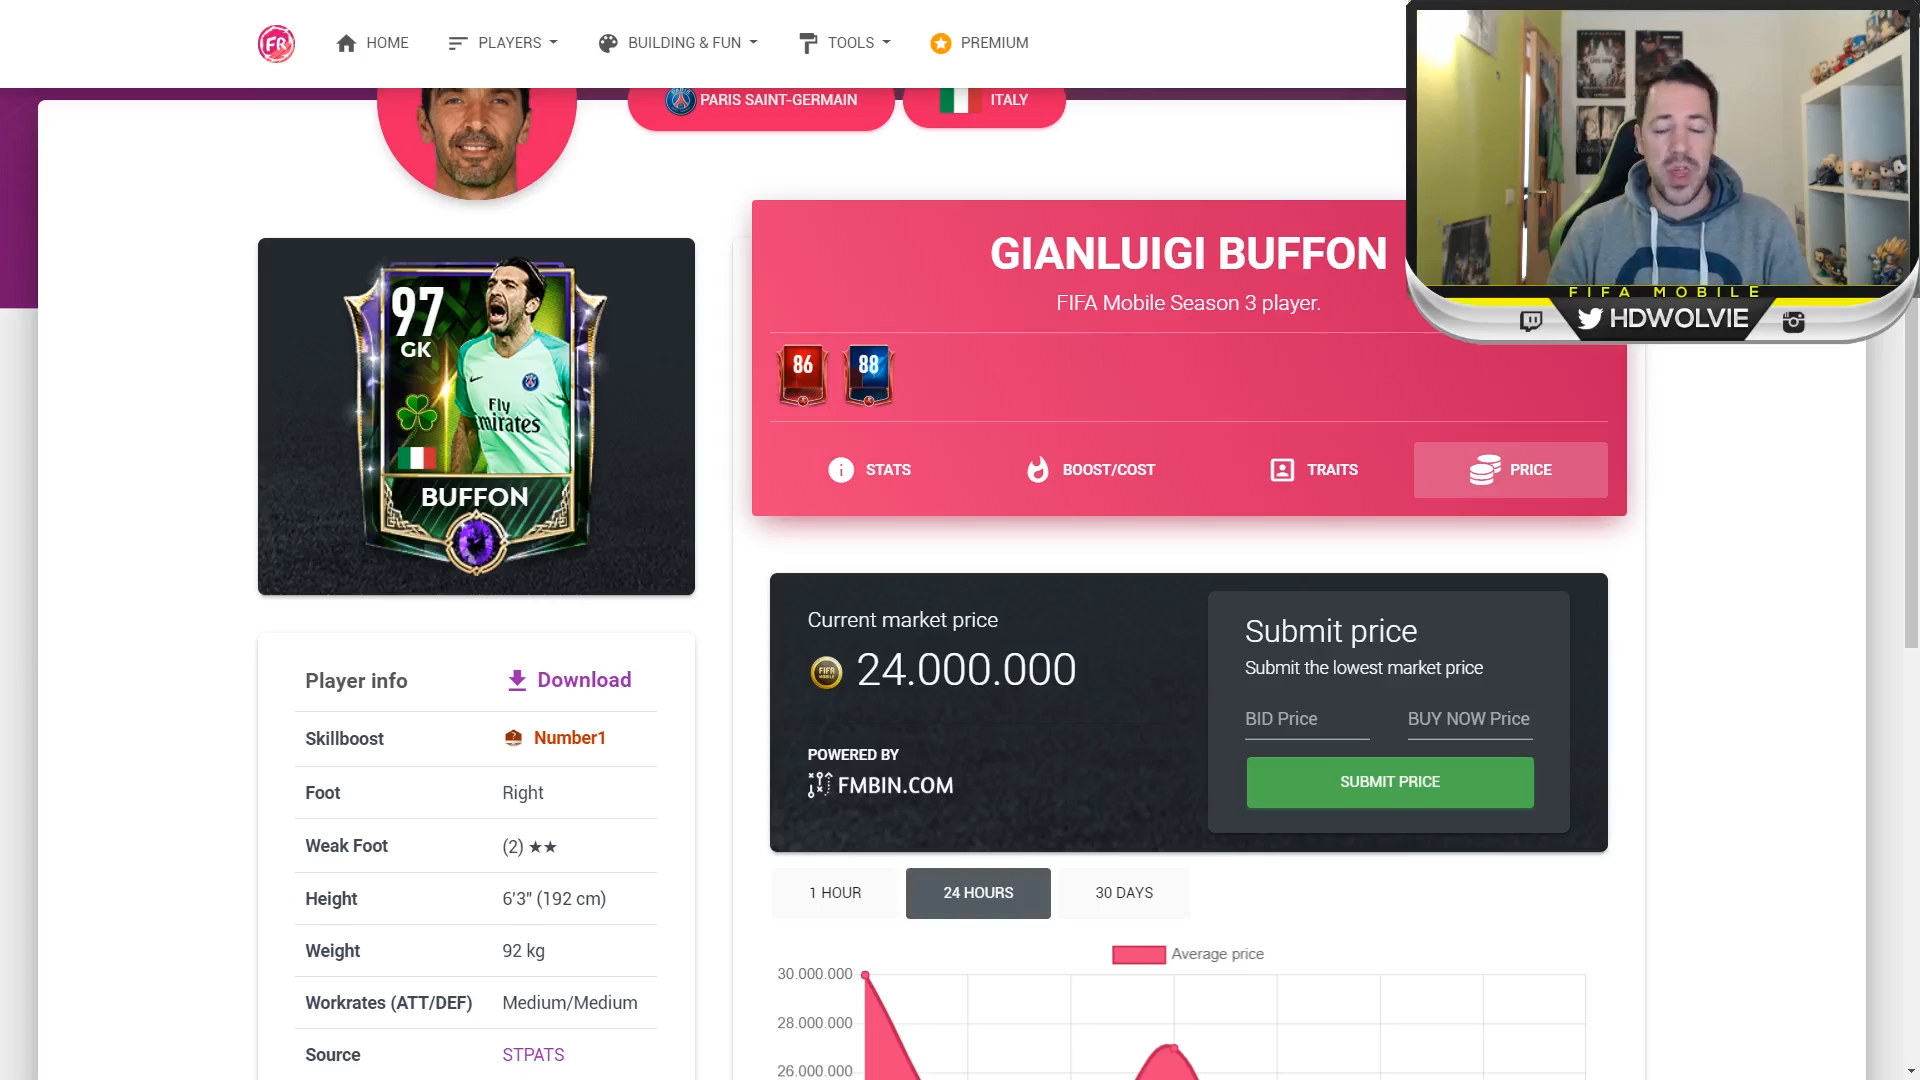 FR
HOME
PLAYERS
BUILDING & FUN
TOOLS
PREMIUM
PARIS SAINT-GERMAIN
ITALY
FIFA MOBILE
HDWOLVIE
97
GK
Fly
Emirates
BUFFON
GIANLUIGI BUFFON
FIFA Mobile Season 3 player.
86
88
STATS
BOOST/COST
TRAITS
PRICE
Current market price
24.000.000
POWERED BY
FMBIN.COM
Submit price
Submit the lowest market price
BID Price
BUY NOW Price
SUBMIT PRICE
Player info
Download
Skillboost
Number1
Foot
Right
Weak Foot
(2) ★★
Height
6'3" (192 cm)
Weight
92 kg
Workrates (ATT/DEF)
Medium/Medium
Source
STPATS
1 HOUR
24 HOURS
30 DAYS
Average price
30.000.000
28.000.000
26.000.000